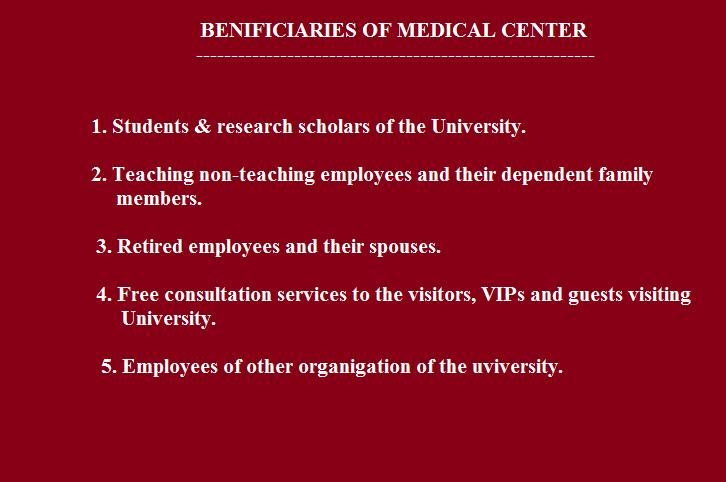 BENIFICIARIES OF MEDICAL CENTER
---------------------------------------------------------
1. Students & research scholars of the University.
2. Teaching non-teaching employees and their dependent family
members.
3. Retired employees and their spouses.
4. Free consultation services to the visitors, VIPs and guests visiting
University.
5. Employees of other organigation of the uviversity.